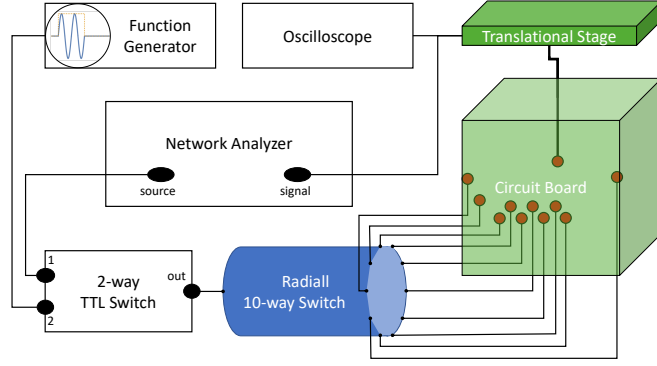 Function
Generator
Oscilloscope
Translational Stage
Network Analyzer
source
signal
Circuit Board
1
2-way
TTL Switch
out
2
Radiall
10-way Switch